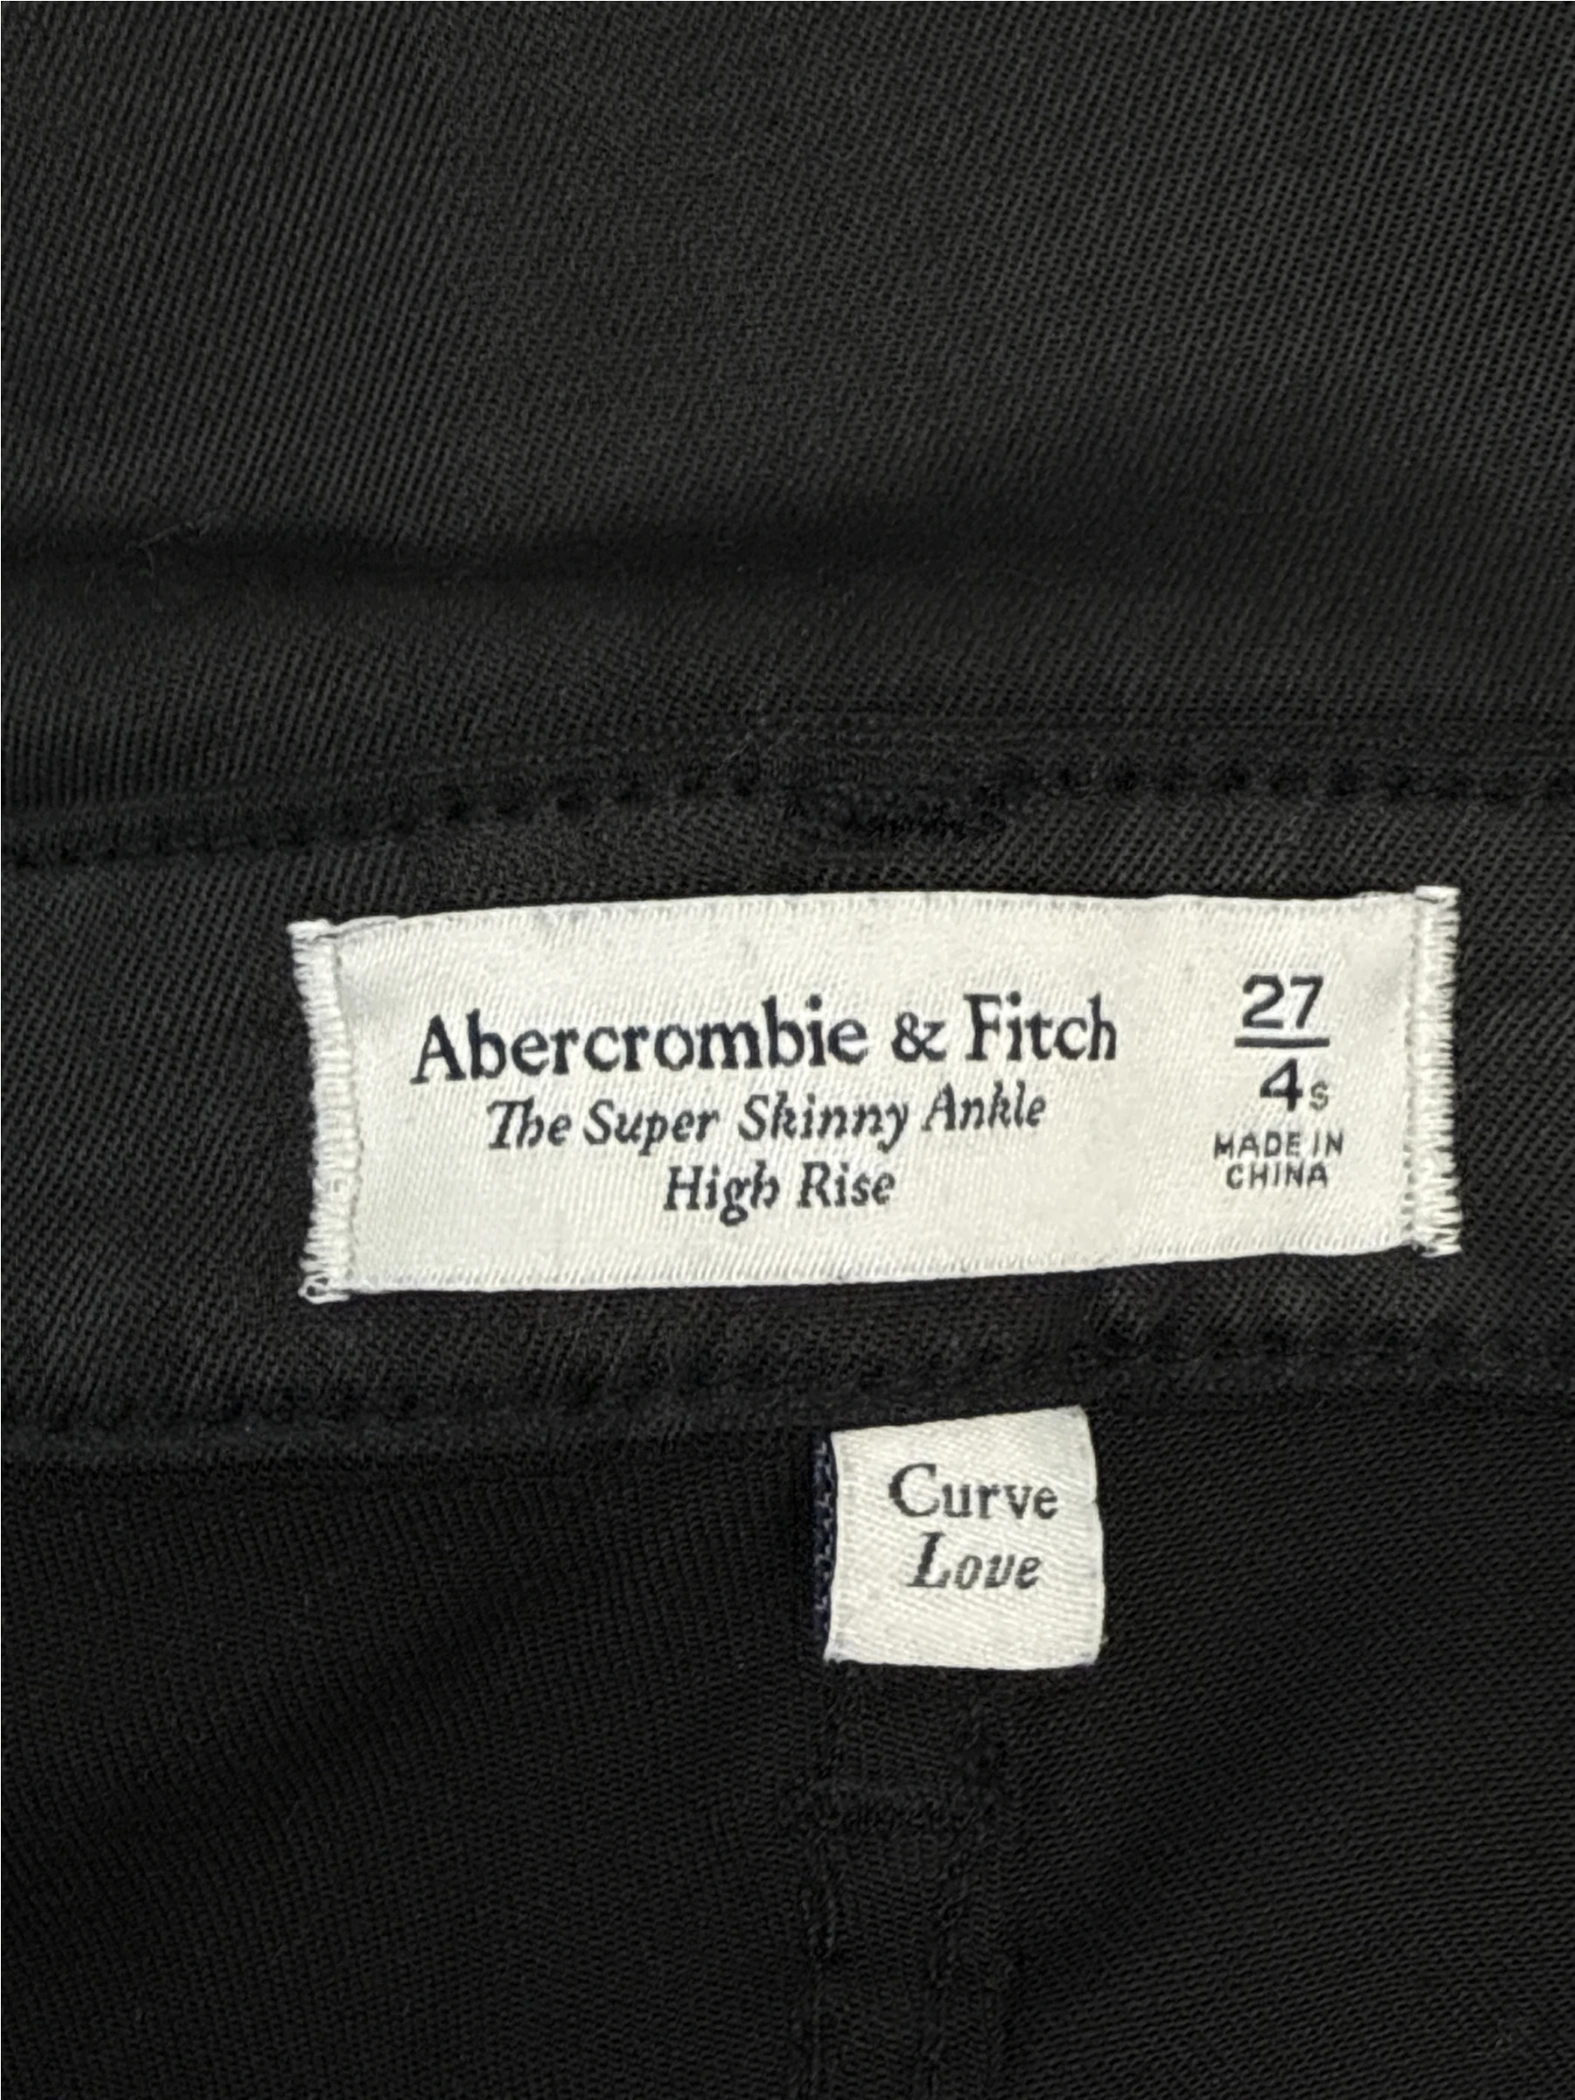 Abercrombie & Fitch
The Super Skinny Ankle
High Rise
27
4s
MADE IN
CHINA
Curve
Love